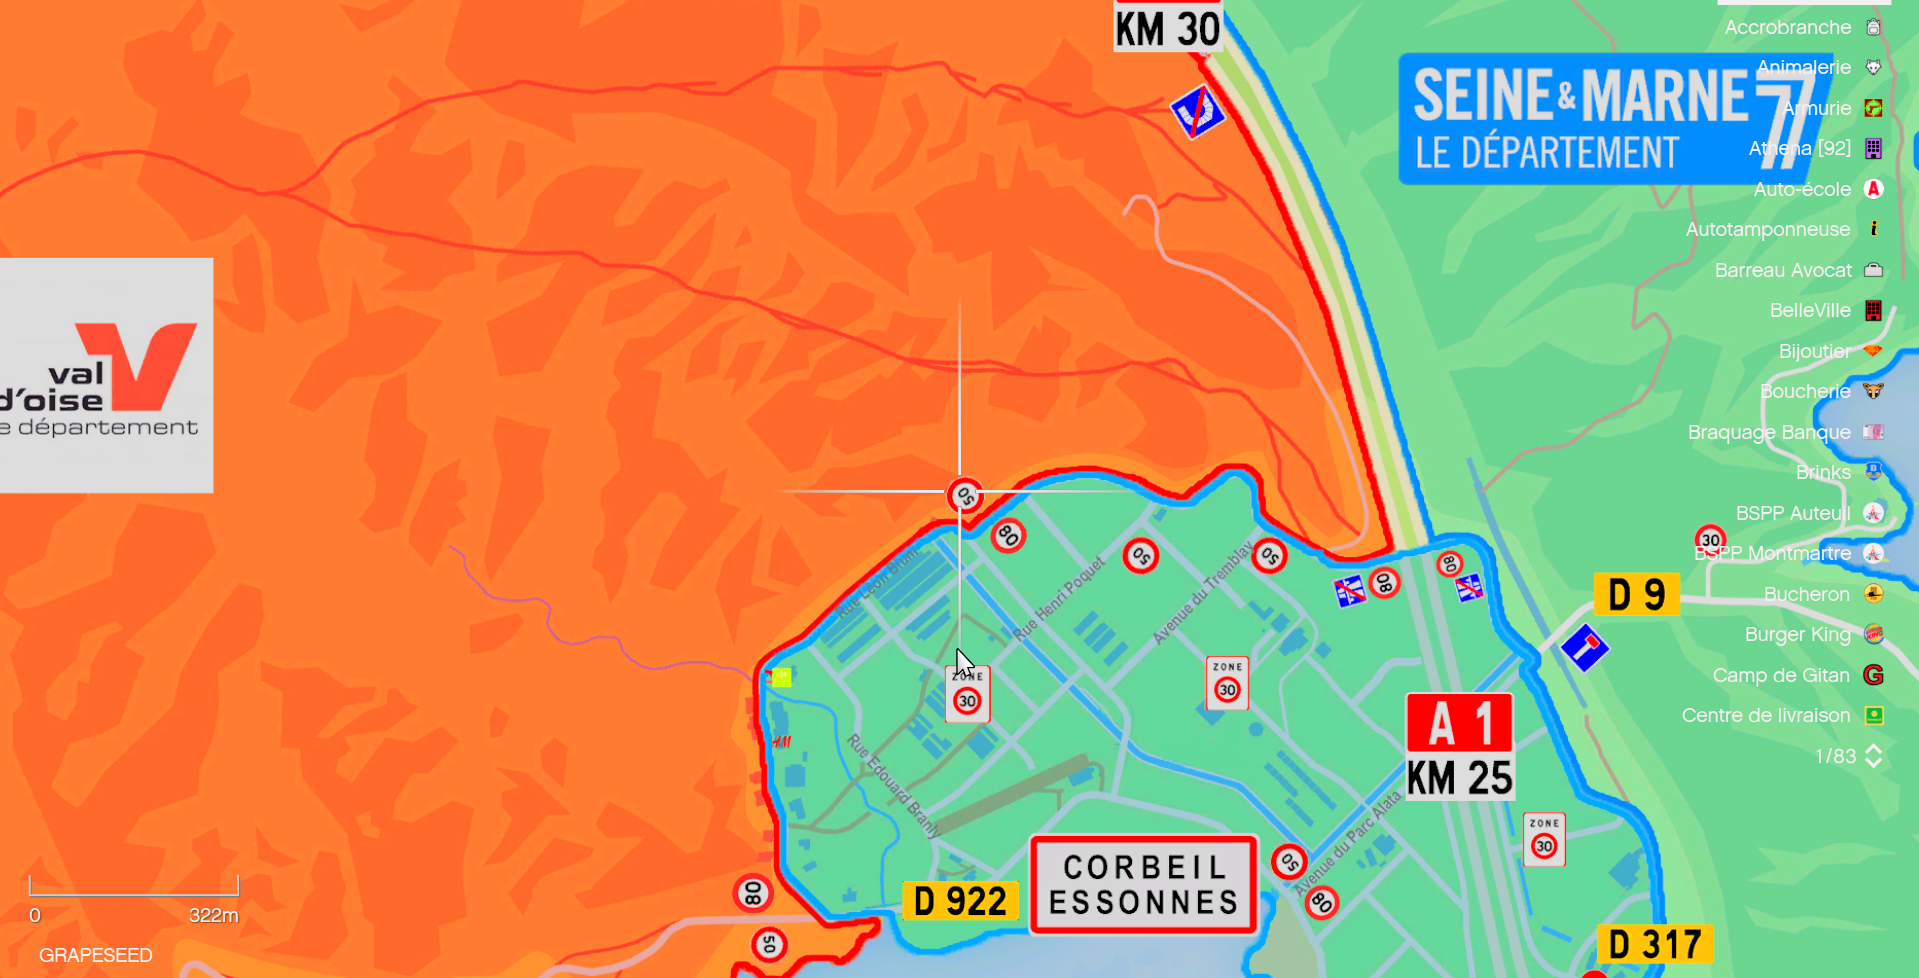 KM 30
SEINE & MARNE 77
LE DÉPARTEMENT
val
d'oise
e département
Accrobranche
Animalerie
Armurie
Athena [92]
Auto-école
A
Autotamponneuse
i
Barreau Avocat
BelleVille
Bijoutier
Boucherie
Braquage Banque
Brinks
BSPP Auteuil
BSPP Montmartre
Bucheron
Burger King
Camp de Gitan
G
Centre de livraison
1/83
50
80
50
50
80
80
30
D 9
Rue Léon Blum
Rue Henri Poquet
Avenue du Tremblay
ZONE
30
ZONE
30
HM
Rue Edouard Branly
A 1
KM 25
Avenue du Parc Alata
ZONE
30
CORBEIL
ESSONNES
50
80
D 922
80
50
D 317
0 322m
GRAPESEED